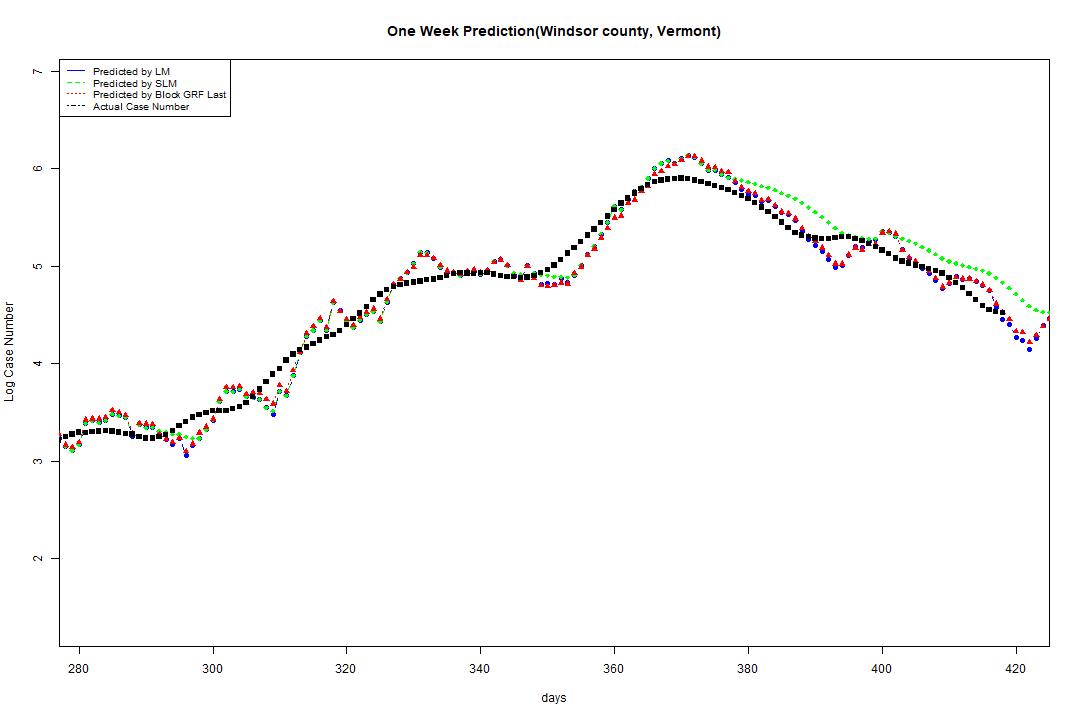 One Week Prediction(Windsor county, Vermont)
Predicted by LM
Predicted by SLM
Predicted by Block GRF Last
Actual Case Number
7
6
5
4
3
2
Log Case Number
280 300 320 340 360 380 400 420
days